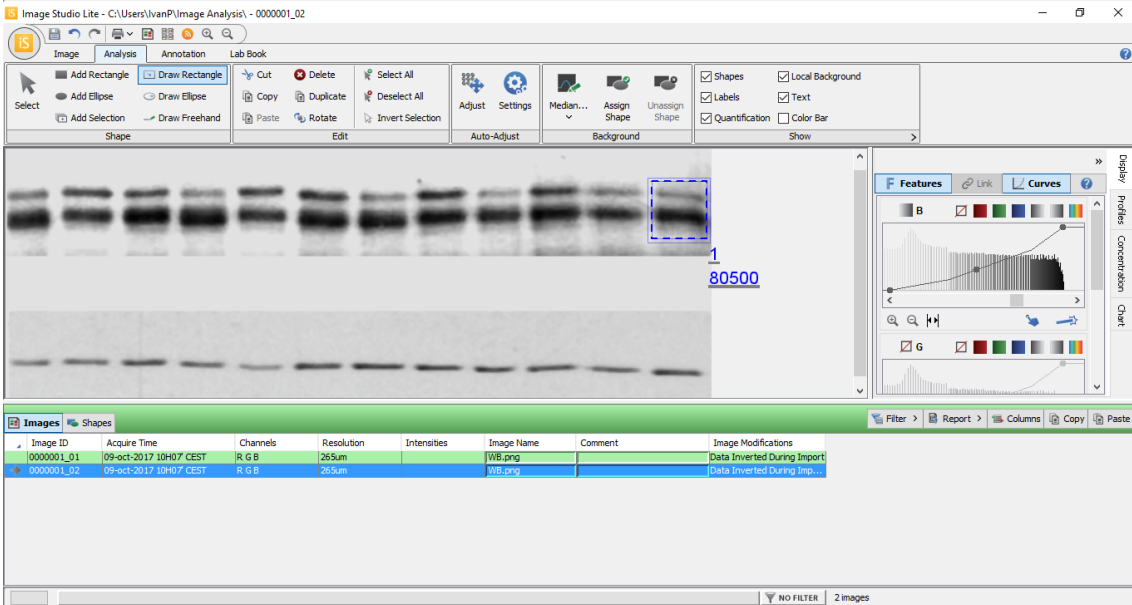 Image Studio Lite - C:\Users\IvanP\Image Analysis\ - 0000001_02
iS
Image Analysis Annotation Lab Book
Select
Add Rectangle Draw Rectangle
Add Ellipse Draw Ellipse
Add Selection Draw Freehand
Shape
Cut Delete Select All
Copy Duplicate Deselect All
Paste Rotate Invert Selection
Edit
Adjust Settings
Auto-Adjust
Median... Assign Shape Unassign Shape
Background
Shapes Local Background
Labels Text
Quantification Color Bar
Show >
1
80500
»
F Features Link Curves
B
G
Display
Profiles
Concentration
Chart
Images Shapes
Filter > Report > Columns Copy Paste
Image ID Acquire Time Channels Resolution Intensities Image Name Comment Image Modifications
0000001_01 09-oct-2017 10H07' CEST R G B 265um WB.png Data Inverted During Import
0000001_02 09-oct-2017 10H07' CEST R G B 265um WB.png Data Inverted During Imp...
NO FILTER 2 images